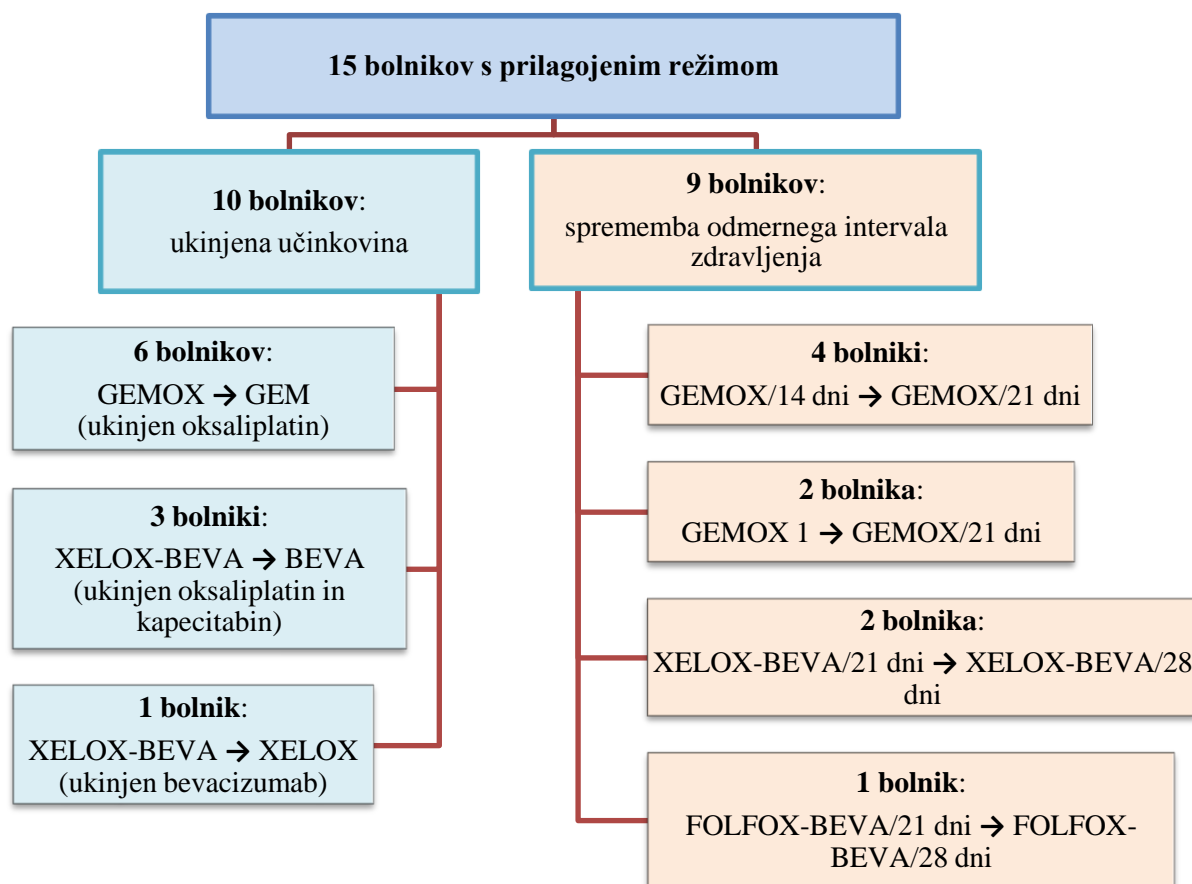 15 bolnikov s prilagojenim režimom
10 bolnikov:
ukinjena učinkovina
6 bolnikov:
GEMOX → GEM
(ukinjen oksaliplatin)
3 bolniki:
XELOX-BEVA → BEVA
(ukinjen oksaliplatin in
kapecitabin)
1 bolnik:
XELOX-BEVA → XELOX
(ukinjen bevacizumab)
9 bolnikov:
sprememba odmernega intervala
zdravljenja
4 bolniki:
GEMOX/14 dni → GEMOX/21 dni
2 bolnika:
GEMOX 1 → GEMOX/21 dni
2 bolnika:
XELOX-BEVA/21 dni → XELOX-BEVA/28
dni
1 bolnik:
FOLFOX-BEVA/21 dni → FOLFOX-
BEVA/28 dni